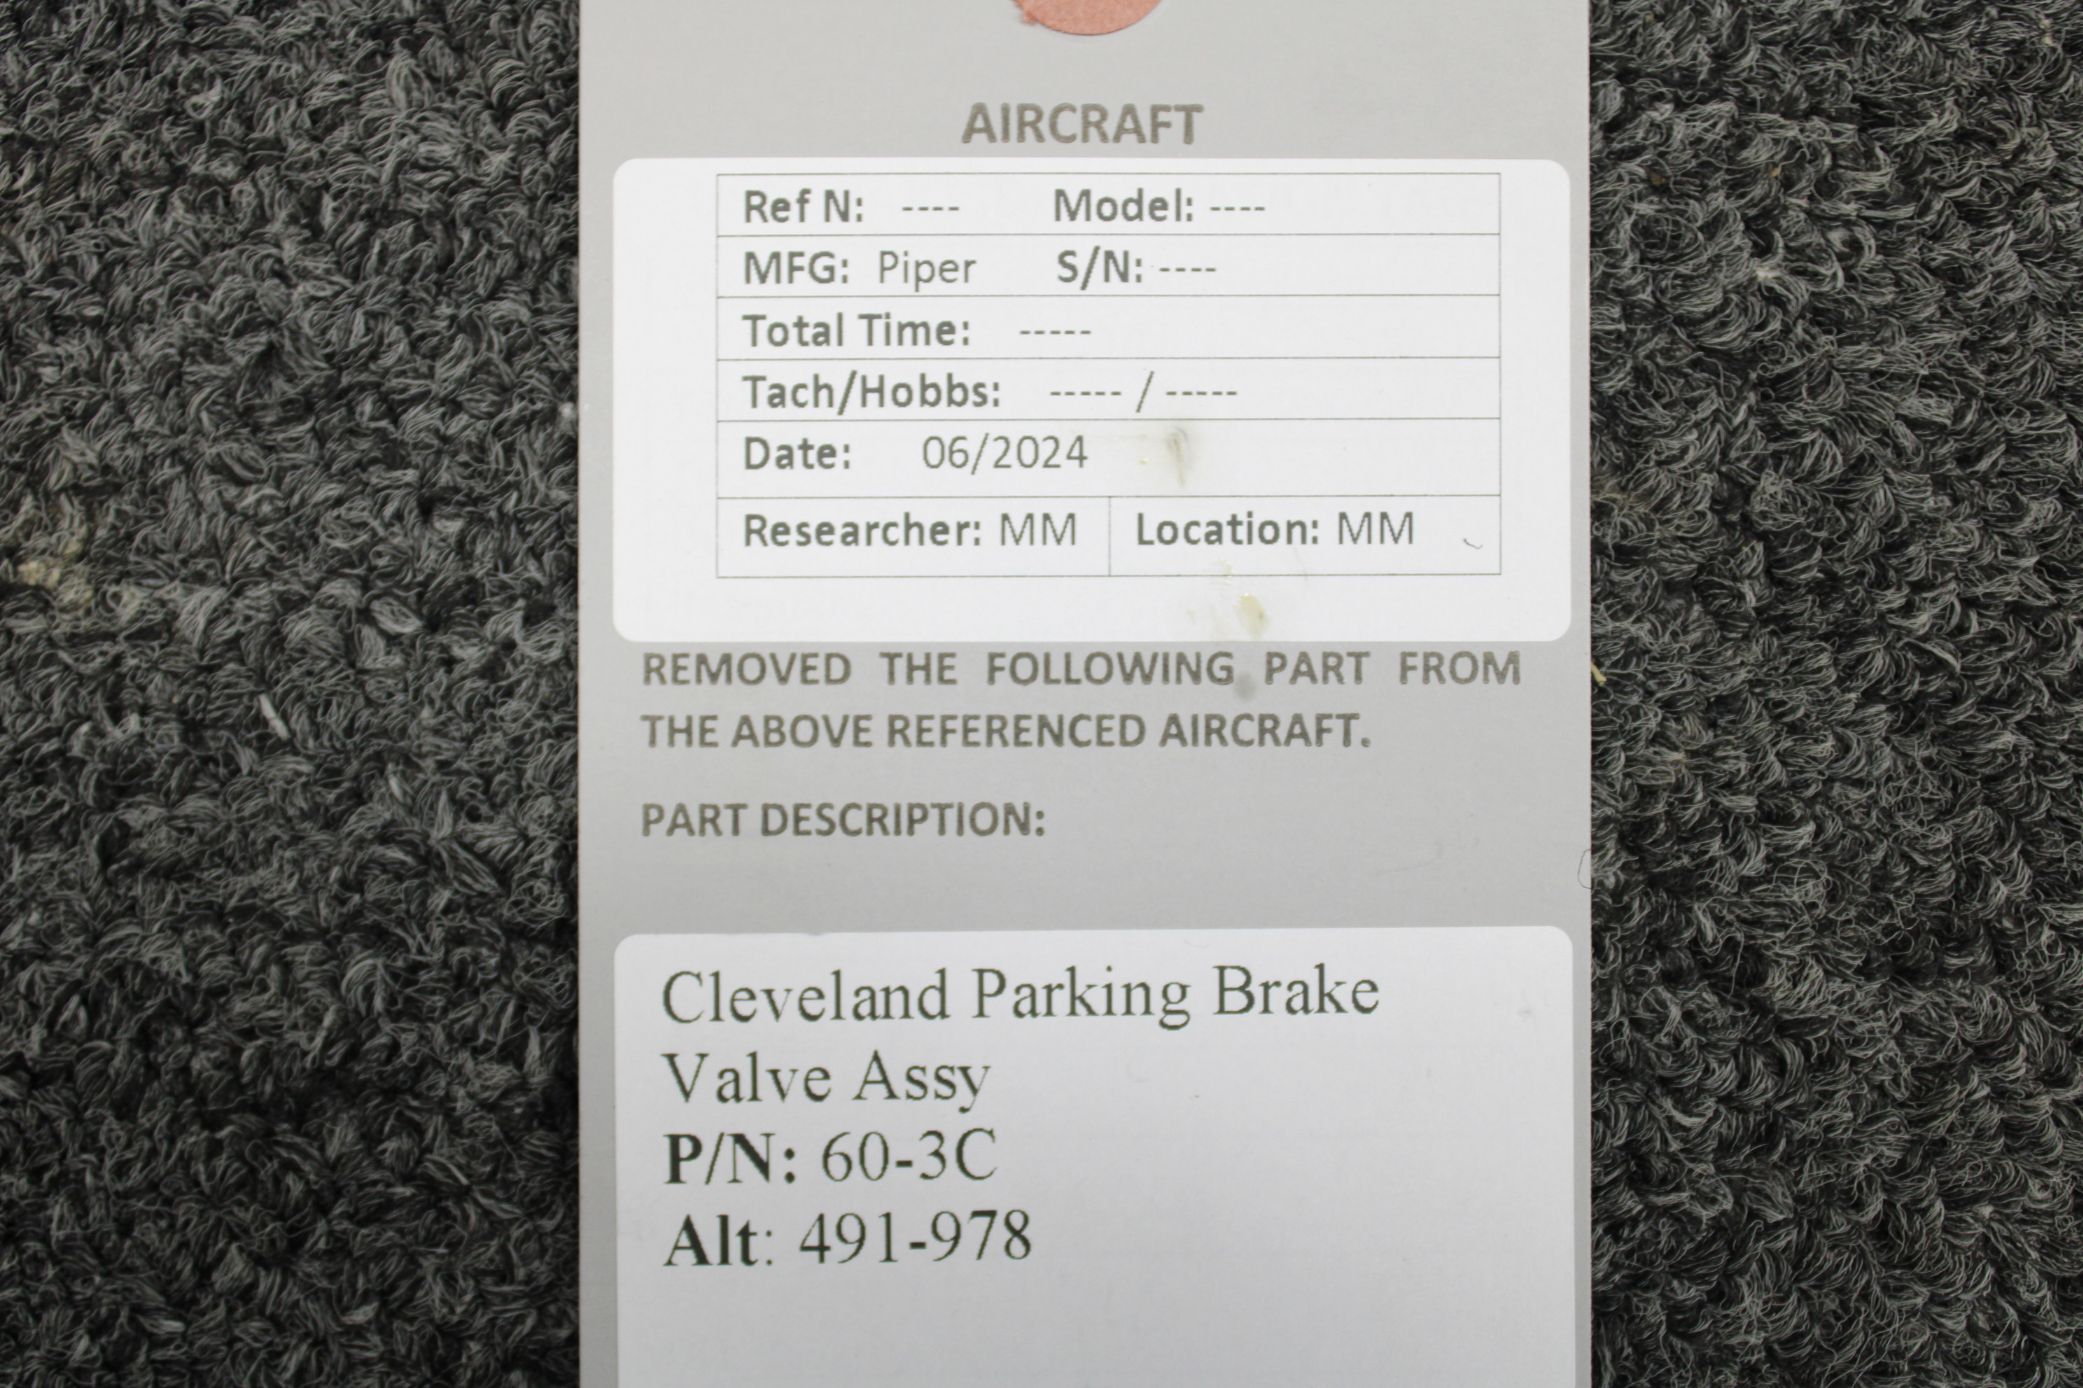 AIRCRAFT
Ref N: ---- Model: ----
MFG: Piper S/N: ----
Total Time: -----
Tach/Hobbs: ----- / -----
Date: 06/2024
Researcher: MM Location: MM
REMOVED THE FOLLOWING PART FROM
THE ABOVE REFERENCED AIRCRAFT.
PART DESCRIPTION:
Cleveland Parking Brake
Valve Assy
P/N: 60-3C
Alt: 491-978